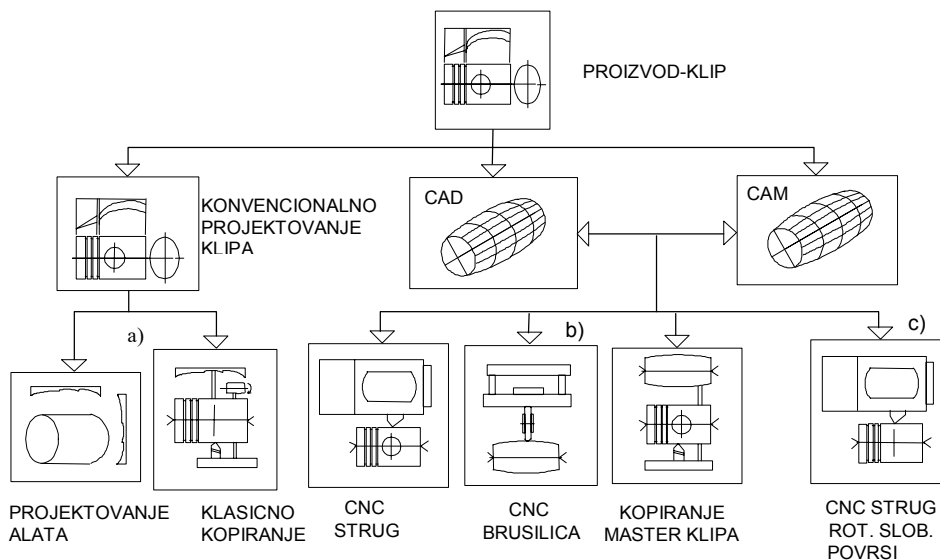 PROIZVOD-KLIP
KONVENCIONALNO
PROJEKTOVANJE
KLIPA
CAD
CAM
a)
b)
c)
PROJEKTOVANJE
ALATA
KLASICNO
KOPIRANJE
CNC
STRUG
CNC
BRUSILICA
KOPIRANJE
MASTER KLIPA
CNC STRUG
ROT. SLOB.
POVRSI